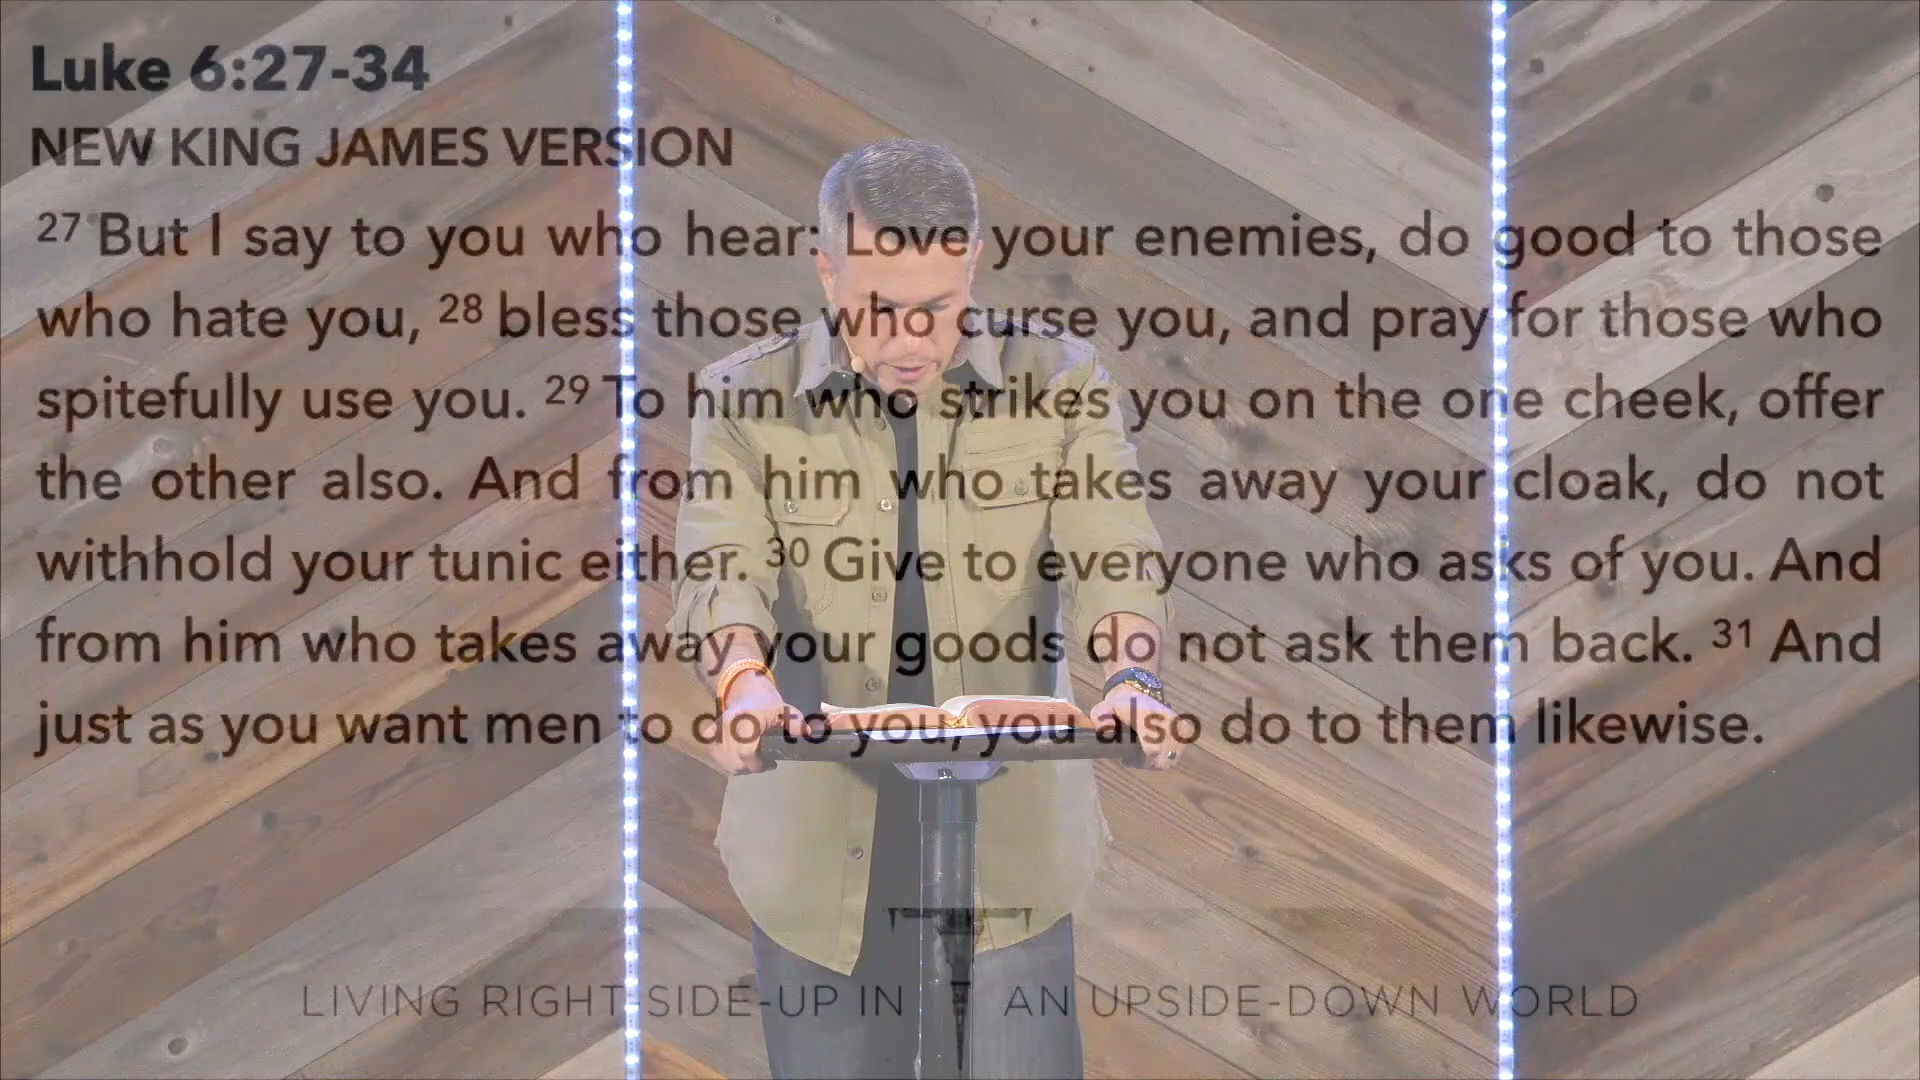 Luke 6:27-34
NEW KING JAMES VERSION
27 But I say to you who hear: Love your enemies, do good to those
who hate you, 28 bless those who curse you, and pray for those who
spitefully use you. 29 To him who strikes you on the one cheek, offer
the other also. And from him who takes away your cloak, do not
withhold your tunic either. 30 Give to everyone who asks of you. And
from him who takes away your goods do not ask them back. 31 And
just as you want men to do to you, you also do to them likewise.
LIVING RIGHT-SIDE-UP IN AN UPSIDE-DOWN WORLD